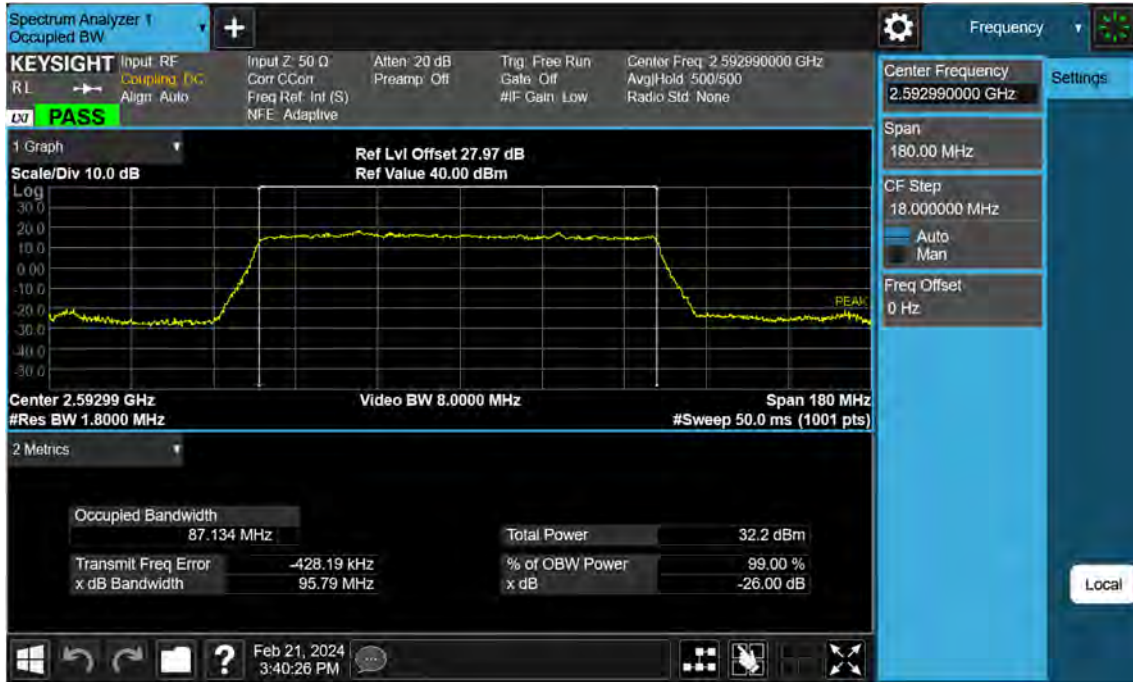 Spectrum Analyzer 1
Occupied BW
Frequency
KEYSIGHT
RL
LXI
PASS
Input: RF
Coupling: DC
Align: Auto
Input Z: 50 Ω
Corr CCorr
Freq Ref: Int (S)
NFE: Adaptive
Atten: 20 dB
Preamp: Off
Trig: Free Run
Gate: Off
#IF Gain: Low
Center Freq: 2.592990000 GHz
Avg|Hold: 500/500
Radio Std: None
Center Frequency
2.592990000 GHz
Settings
Span
180.00 MHz
CF Step
18.000000 MHz
Auto
Man
Freq Offset
0 Hz
Local
1 Graph
Scale/Div 10.0 dB
Ref Lvl Offset 27.97 dB
Ref Value 40.00 dBm
Log
30.0
20.0
10.0
0.00
-10.0
-20.0
-30.0
-40.0
-50.0
PEAK
Center 2.59299 GHz
Video BW 8.0000 MHz
Span 180 MHz
#Res BW 1.8000 MHz
#Sweep 50.0 ms (1001 pts)
2 Metrics
Occupied Bandwidth
87.134 MHz
Total Power 32.2 dBm
Transmit Freq Error -428.19 kHz
% of OBW Power 99.00 %
x dB Bandwidth 95.79 MHz
x dB -26.00 dB
?
Feb 21, 2024
3:40:26 PM